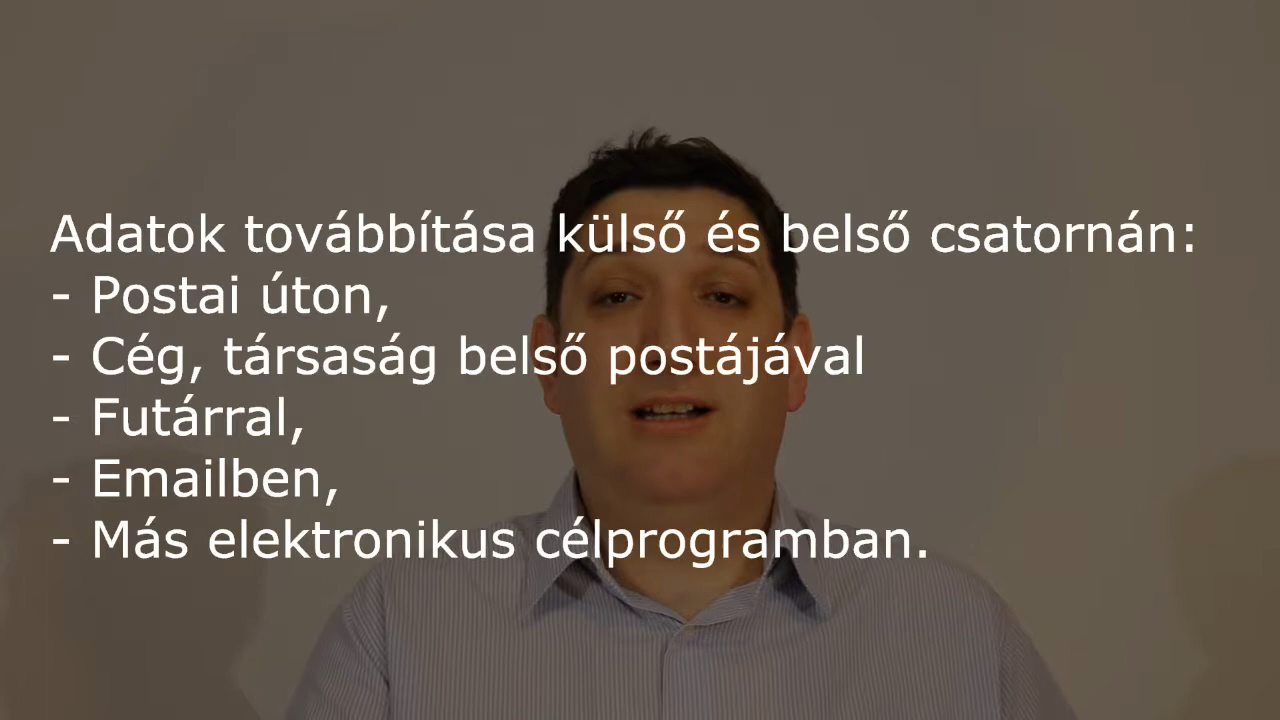 Adatok továbbítása külső és belső csatornán:
- Postai úton,
- Cég, társaság belső postájával
- Futárral,
- Emailben,
- Más elektronikus célprogramban.